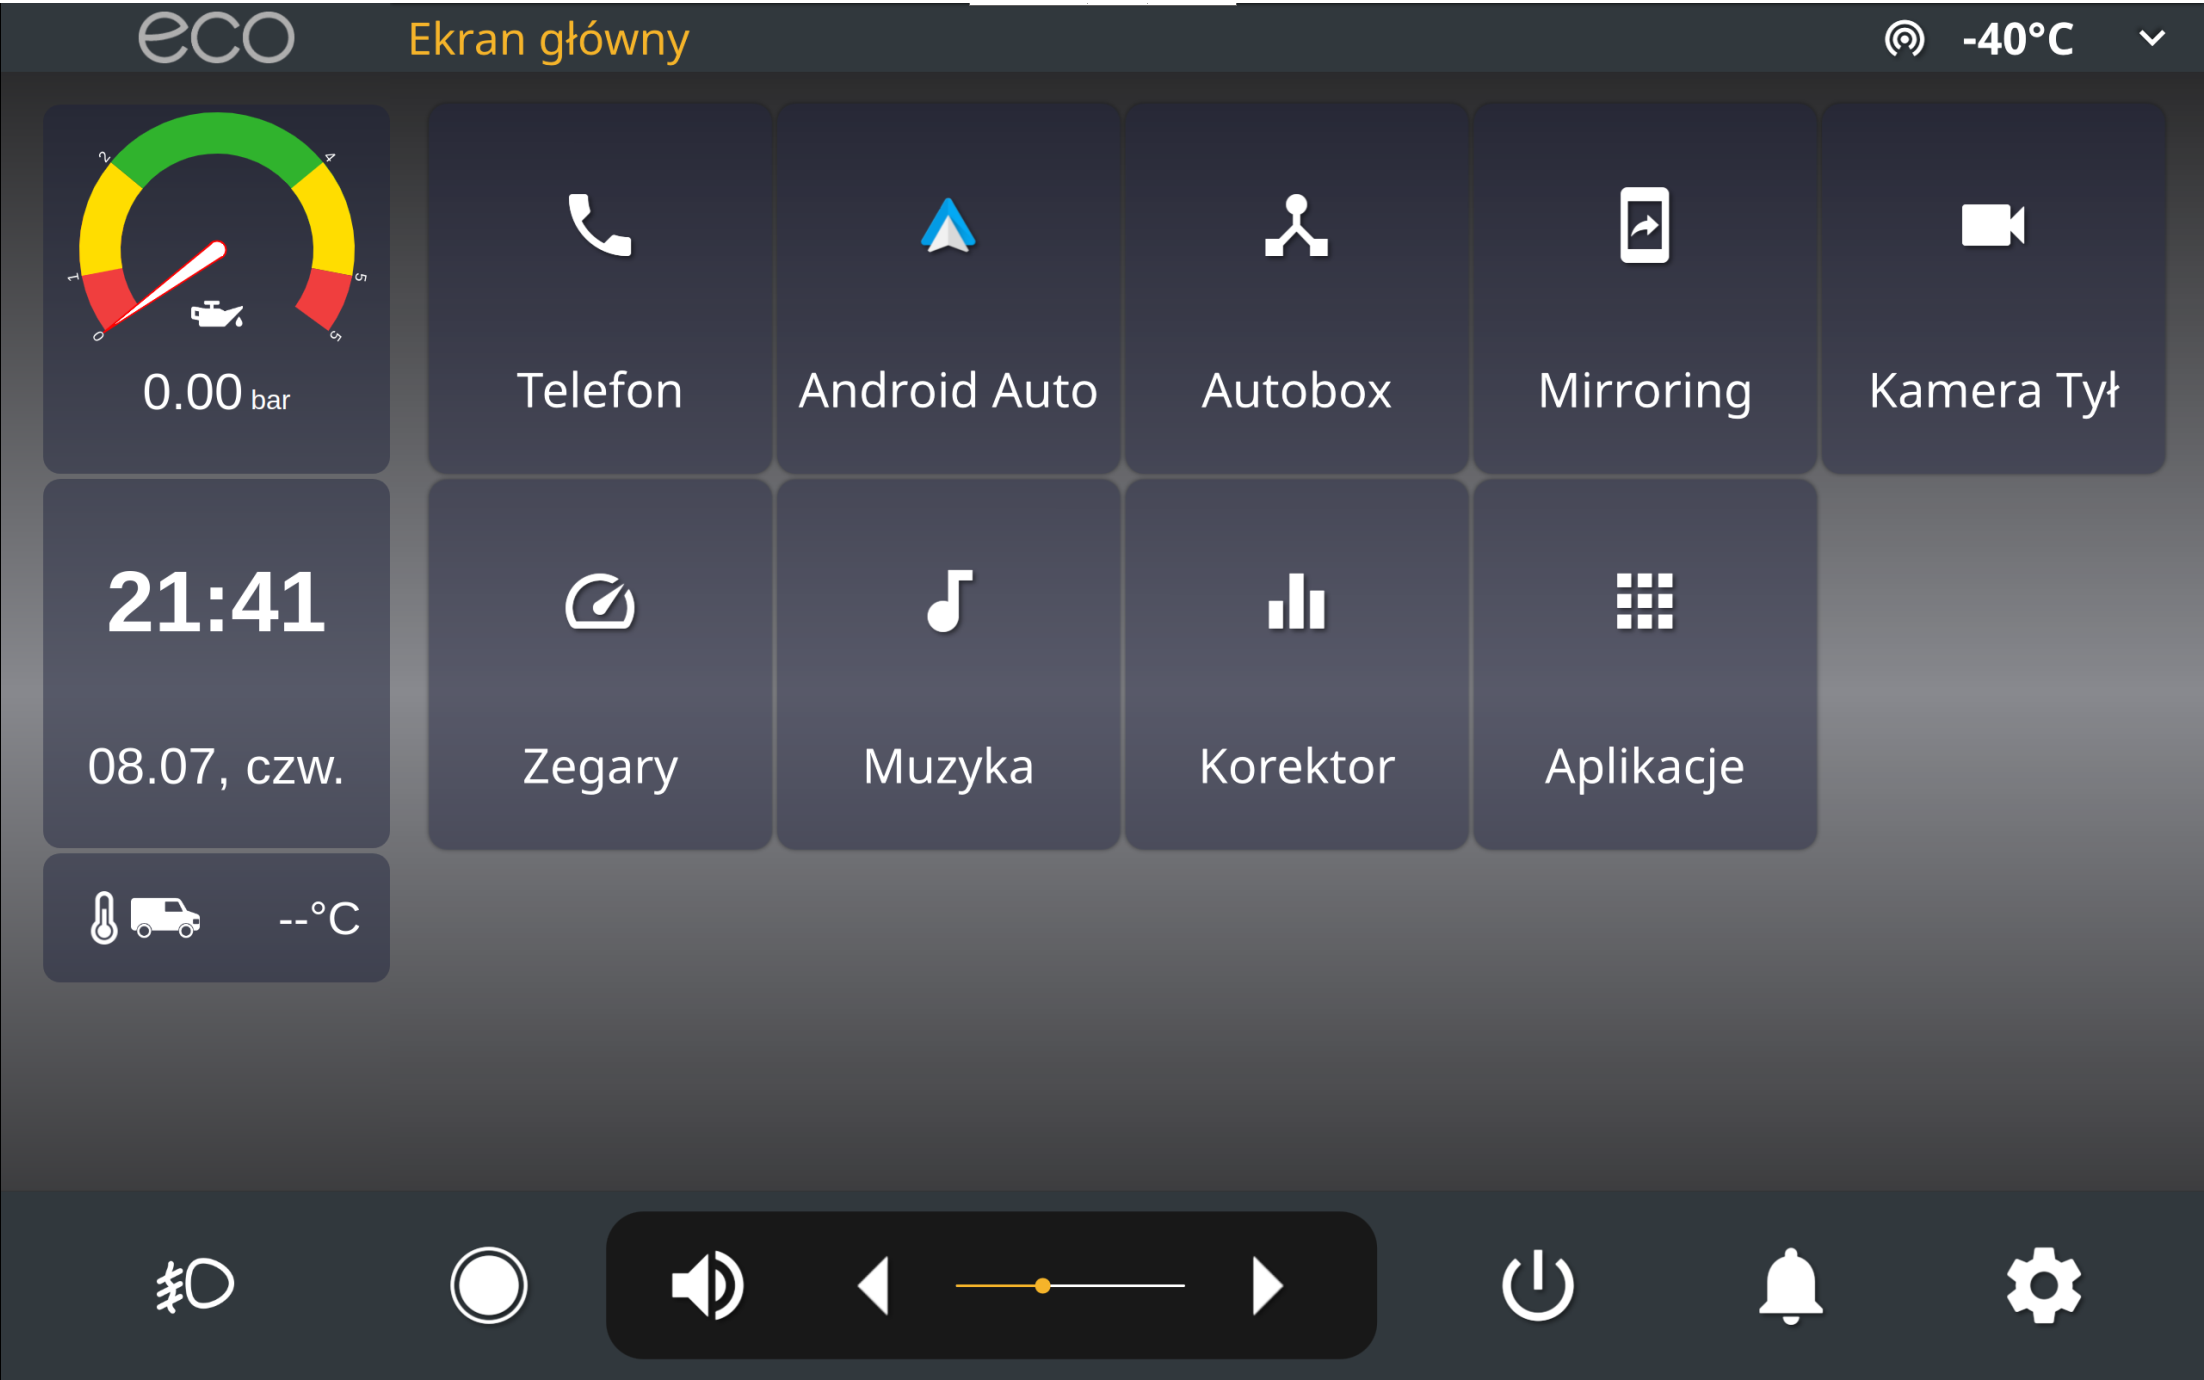 eco
Ekran główny
-40°C
0
1
2
4
5
5
0.00 bar
Telefon
Android Auto
Autobox
Mirroring
Kamera Tył
21:41
08.07, czw.
Zegary
Muzyka
Korektor
Aplikacje
--°C